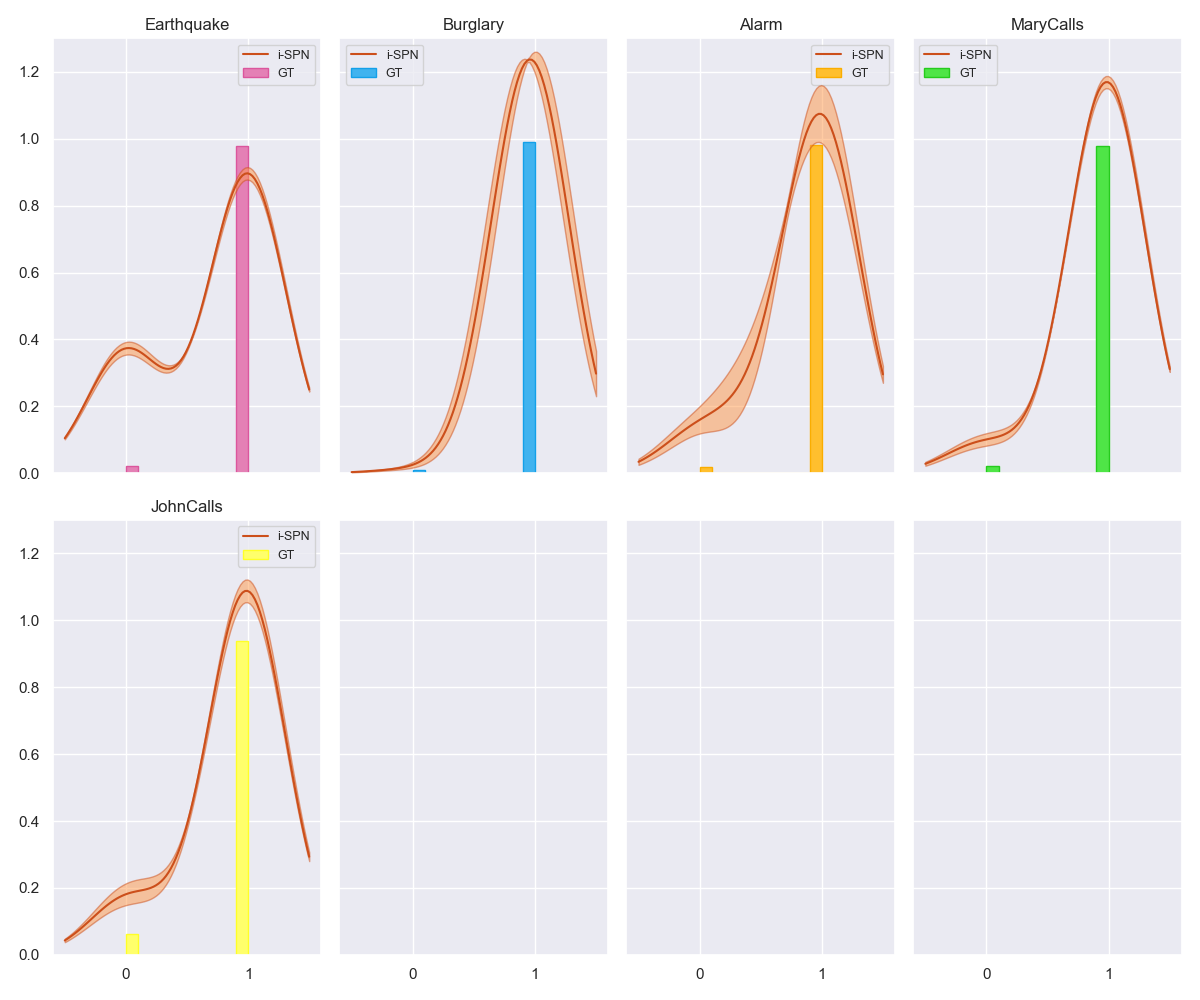 Earthquake
Burglary
Alarm
MaryCalls
i-SPN
GT
i-SPN
GT
i-SPN
GT
i-SPN
GT
1.2
1.0
0.8
0.6
0.4
0.2
0.0
JohnCalls
i-SPN
GT
1.2
1.0
0.8
0.6
0.4
0.2
0.0
0 1
0 1
0 1
0 1